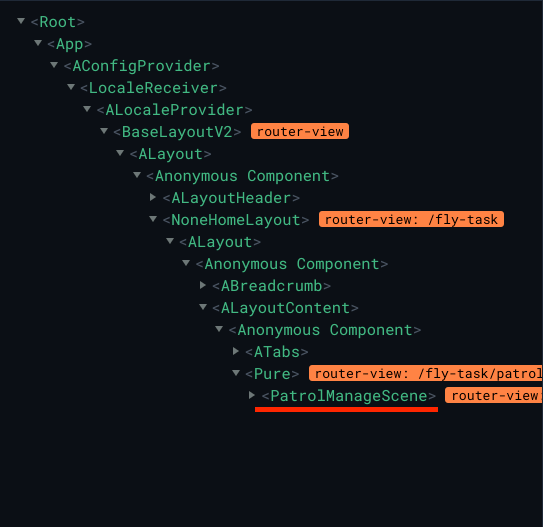 <Root>
<App>
<AConfigProvider>
<LocaleReceiver>
<ALocaleProvider>
<BaseLayoutV2> router-view
<ALayout>
<Anonymous Component>
<ALayoutHeader>
<NoneHomeLayout> router-view: /fly-task
<ALayout>
<Anonymous Component>
<ABreadcrumb>
<ALayoutContent>
<Anonymous Component>
<ATabs>
<Pure> router-view: /fly-task/patrol
<PatrolManageScene> router-view: